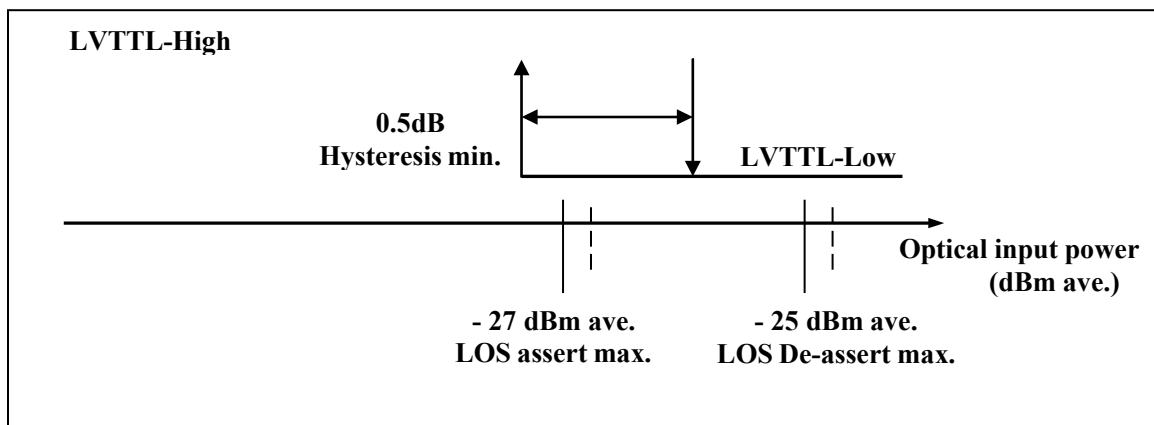 LVTTL-High
0.5dB
Hysteresis min.
LVTTL-Low
Optical input power
(dBm ave.)
- 27 dBm ave.
LOS assert max.
- 25 dBm ave.
LOS De-assert max.